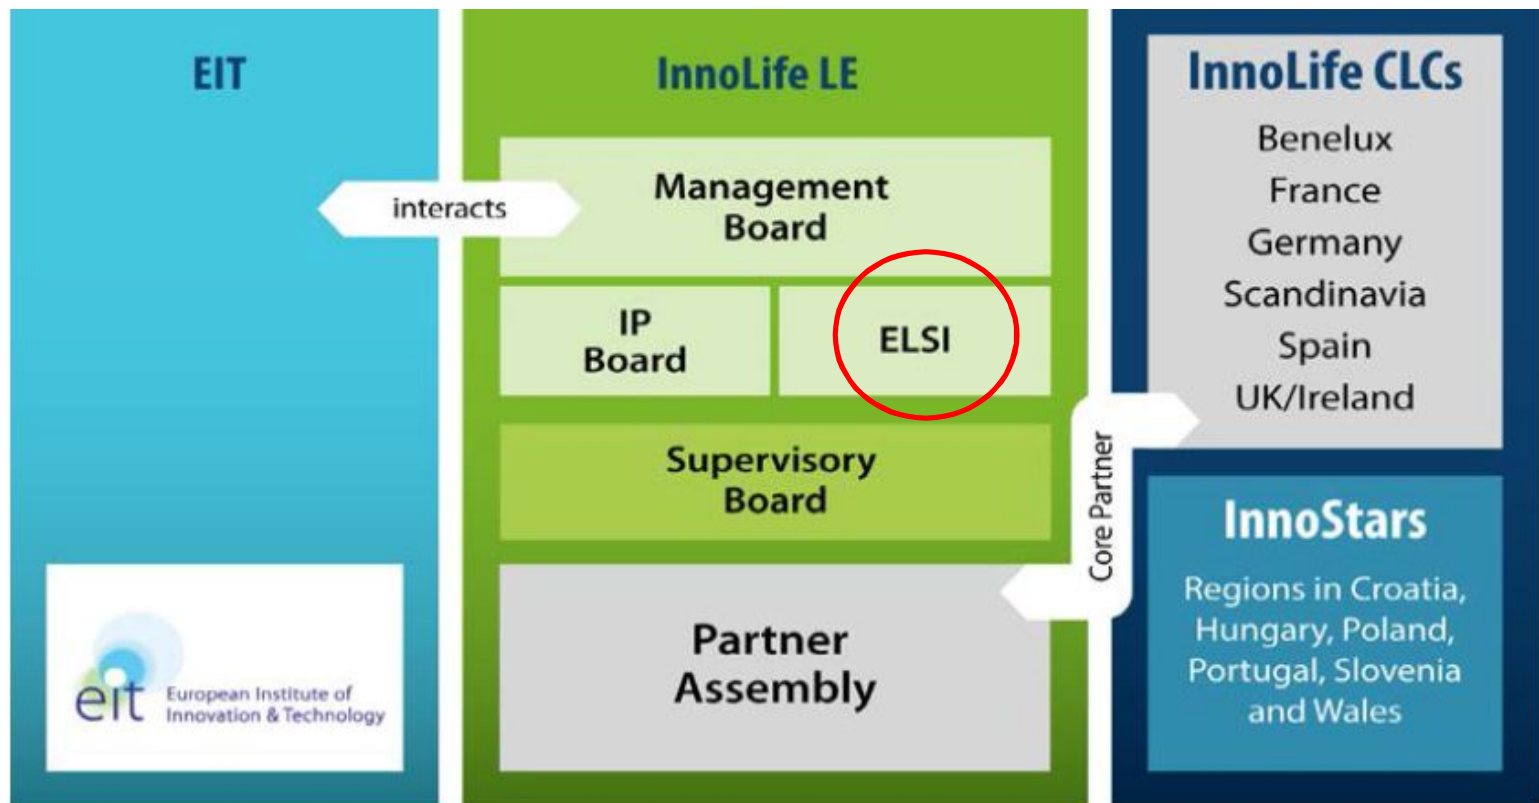 EIT
interacts
eit
European Institute of
Innovation & Technology
InnoLife LE
Management
Board
IP
Board
ELSI
Supervisory
Board
Partner
Assembly
Core Partner
InnoLife CLCs
Benelux
France
Germany
Scandinavia
Spain
UK/Ireland
InnoStars
Regions in Croatia,
Hungary, Poland,
Portugal, Slovenia
and Wales